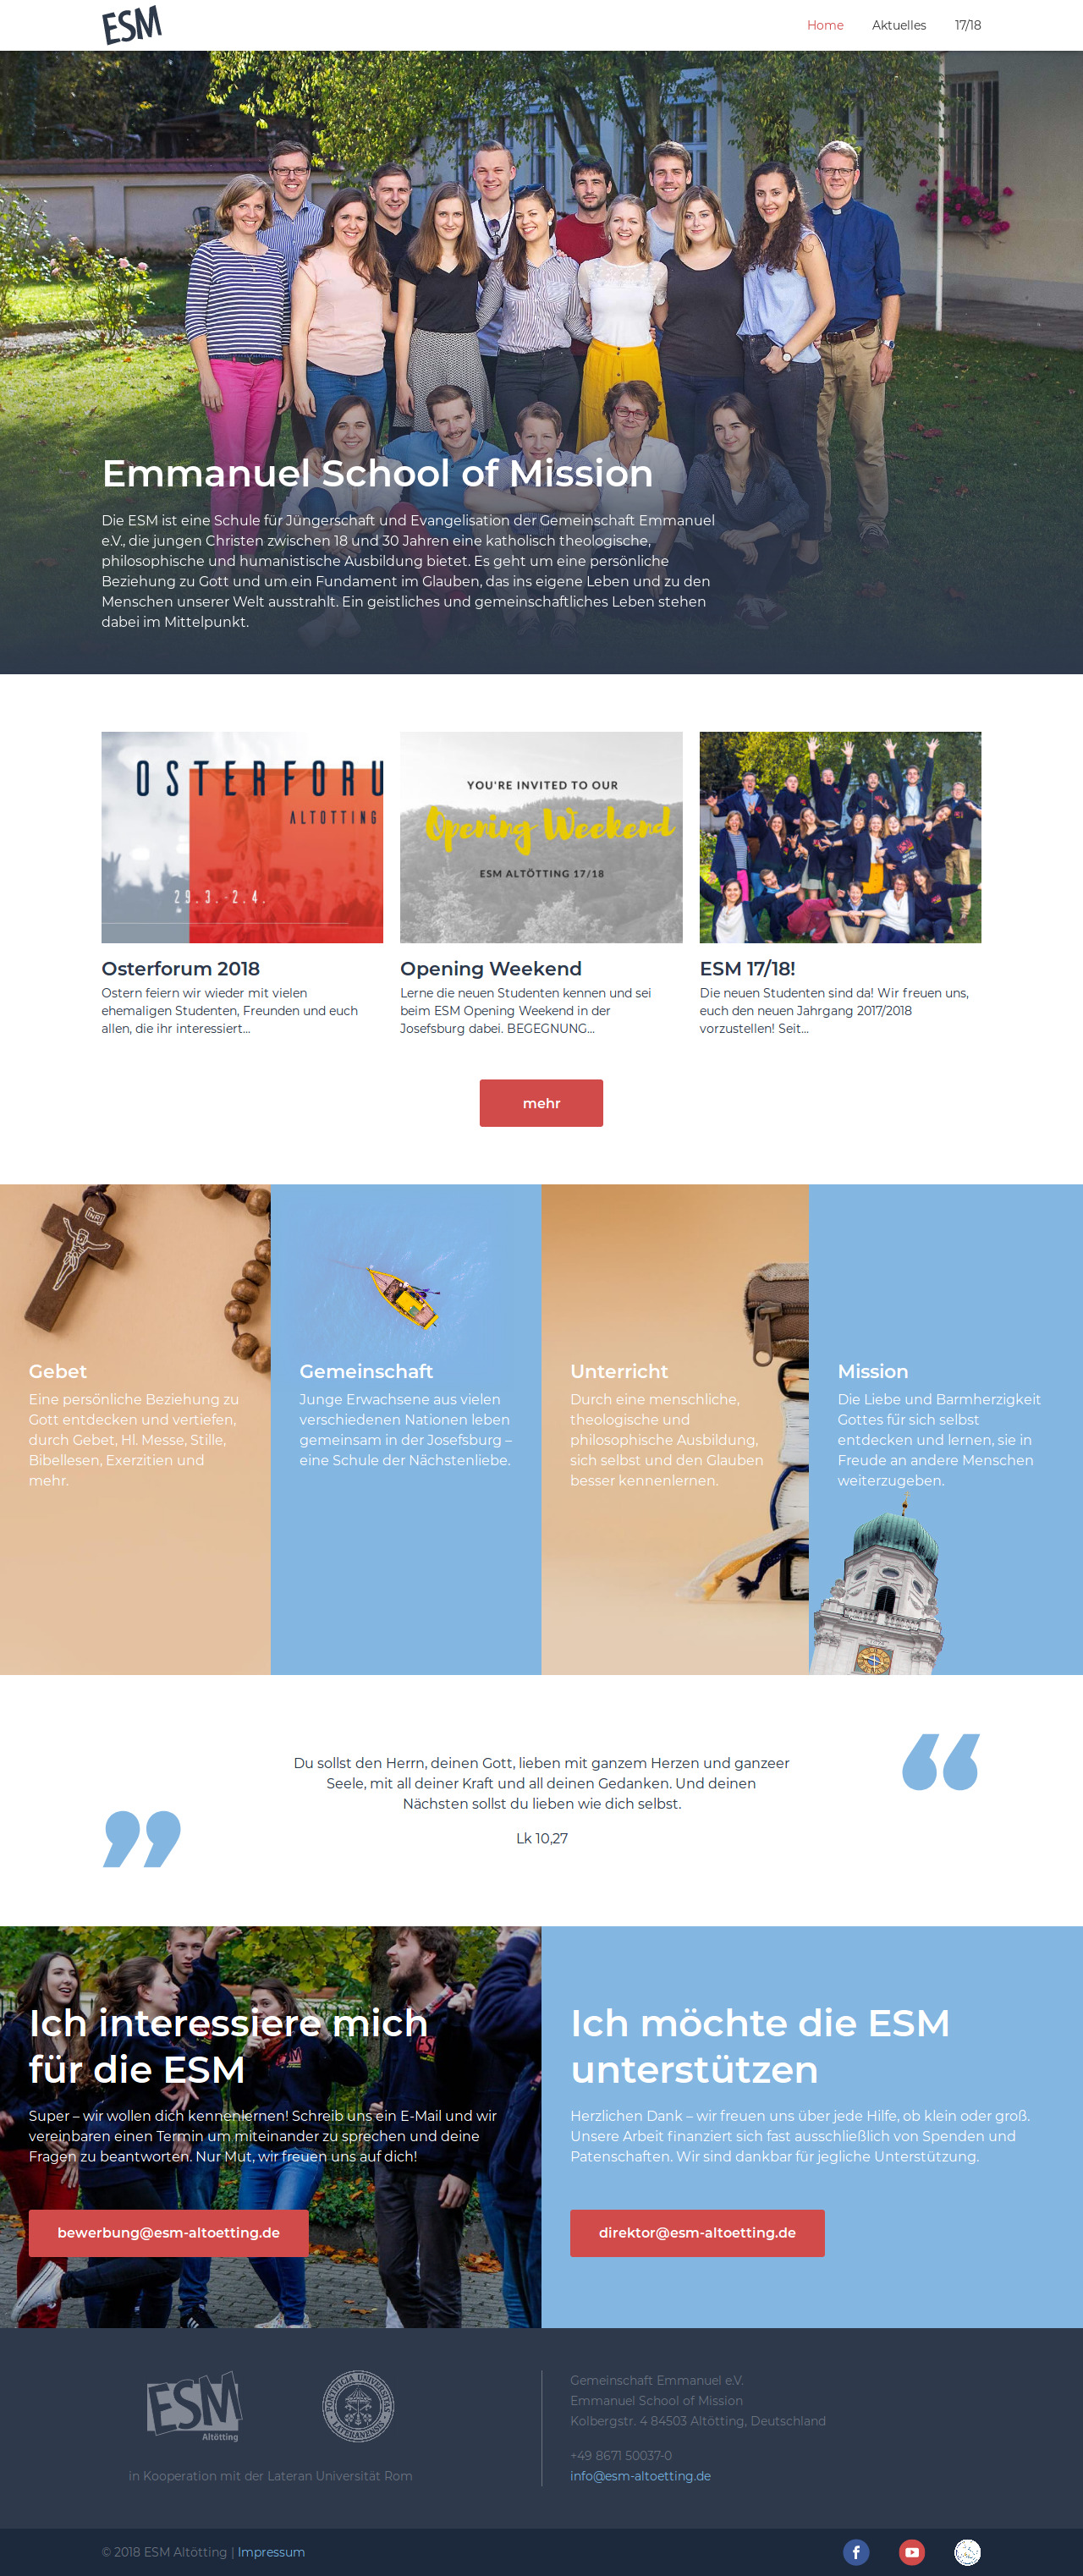 ESM
Home
Aktuelles
17/18
Emmanuel School of Mission
Die ESM ist eine Schule für Jüngerschaft und Evangelisation der Gemeinschaft Emmanuel
e.V., die jungen Christen zwischen 18 und 30 Jahren eine katholisch theologische,
philosophische und humanistische Ausbildung bietet. Es geht um eine persönliche
Beziehung zu Gott und um ein Fundament im Glauben, das ins eigene Leben und zu den
Menschen unserer Welt ausstrahlt. Ein geistliches und gemeinschaftliches Leben stehen
dabei im Mittelpunkt.
OSTERFORU
ALTOTTING
29.3.-2.4.
Osterforum 2018
Ostern feiern wir wieder mit vielen
ehemaligen Studenten, Freunden und euch
allen, die ihr interessiert...
YOU'RE INVITED TO OUR
Opening Weekend
ESM ALTÖTTING 17/18
Opening Weekend
Lerne die neuen Studenten kennen und sei
beim ESM Opening Weekend in der
Josefsburg dabei. BEGEGNUNG...
ESM 17/18!
Die neuen Studenten sind da! Wir freuen uns,
euch den neuen Jahrgang 2017/2018
vorzustellen! Seit...
mehr
INRI
Gebet
Eine persönliche Beziehung zu
Gott entdecken und vertiefen,
durch Gebet, Hl. Messe, Stille,
Bibellesen, Exerzitien und
mehr.
Gemeinschaft
Junge Erwachsene aus vielen
verschiedenen Nationen leben
gemeinsam in der Josefsburg –
eine Schule der Nächstenliebe.
Unterricht
Durch eine menschliche,
theologische und
philosophische Ausbildung,
sich selbst und den Glauben
besser kennenlernen.
Mission
Die Liebe und Barmherzigkeit
Gottes für sich selbst
entdecken und lernen, sie in
Freude an andere Menschen
weiterzugeben.
Du sollst den Herrn, deinen Gott, lieben mit ganzem Herzen und ganzeer
Seele, mit all deiner Kraft und all deinen Gedanken. Und deinen
Nächsten sollst du lieben wie dich selbst.
Lk 10,27
Ich interessiere mich
für die ESM
Super – wir wollen dich kennenlernen! Schreib uns ein E-Mail und wir
vereinbaren einen Termin um miteinander zu sprechen und deine
Fragen zu beantworten. Nur Mut, wir freuen uns auf dich!
bewerbung@esm-altoetting.de
Ich möchte die ESM
unterstützen
Herzlichen Dank – wir freuen uns über jede Hilfe, ob klein oder groß.
Unsere Arbeit finanziert sich fast ausschließlich von Spenden und
Patenschaften. Wir sind dankbar für jegliche Unterstützung.
direktor@esm-altoetting.de
ESM
Altötting
PONTIFICIA UNIVERSITAS LATERANENSIS
in Kooperation mit der Lateran Universität Rom
Gemeinschaft Emmanuel e.V.
Emmanuel School of Mission
Kolbergstr. 4 84503 Altötting, Deutschland
+49 8671 50037-0
info@esm-altoetting.de
© 2018 ESM Altötting | Impressum